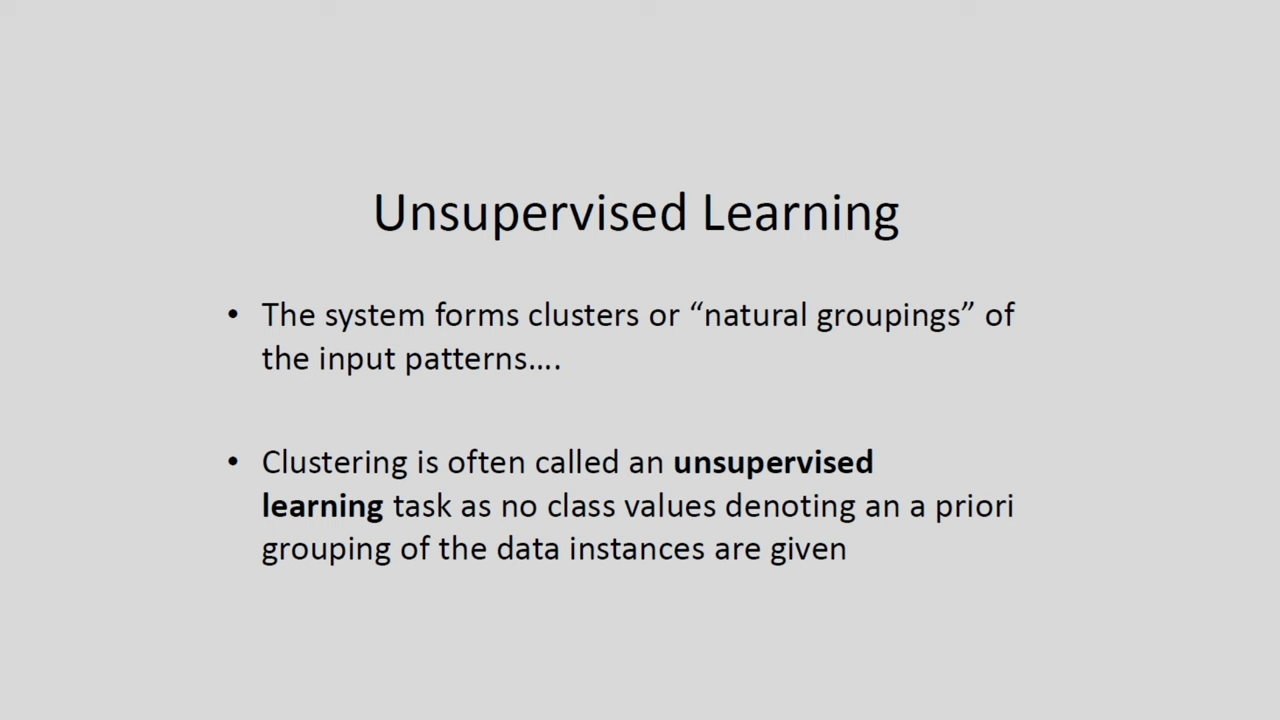 Unsupervised Learning
• The system forms clusters or “natural groupings” of
the input patterns....
• Clustering is often called an unsupervised
learning task as no class values denoting an a priori
grouping of the data instances are given